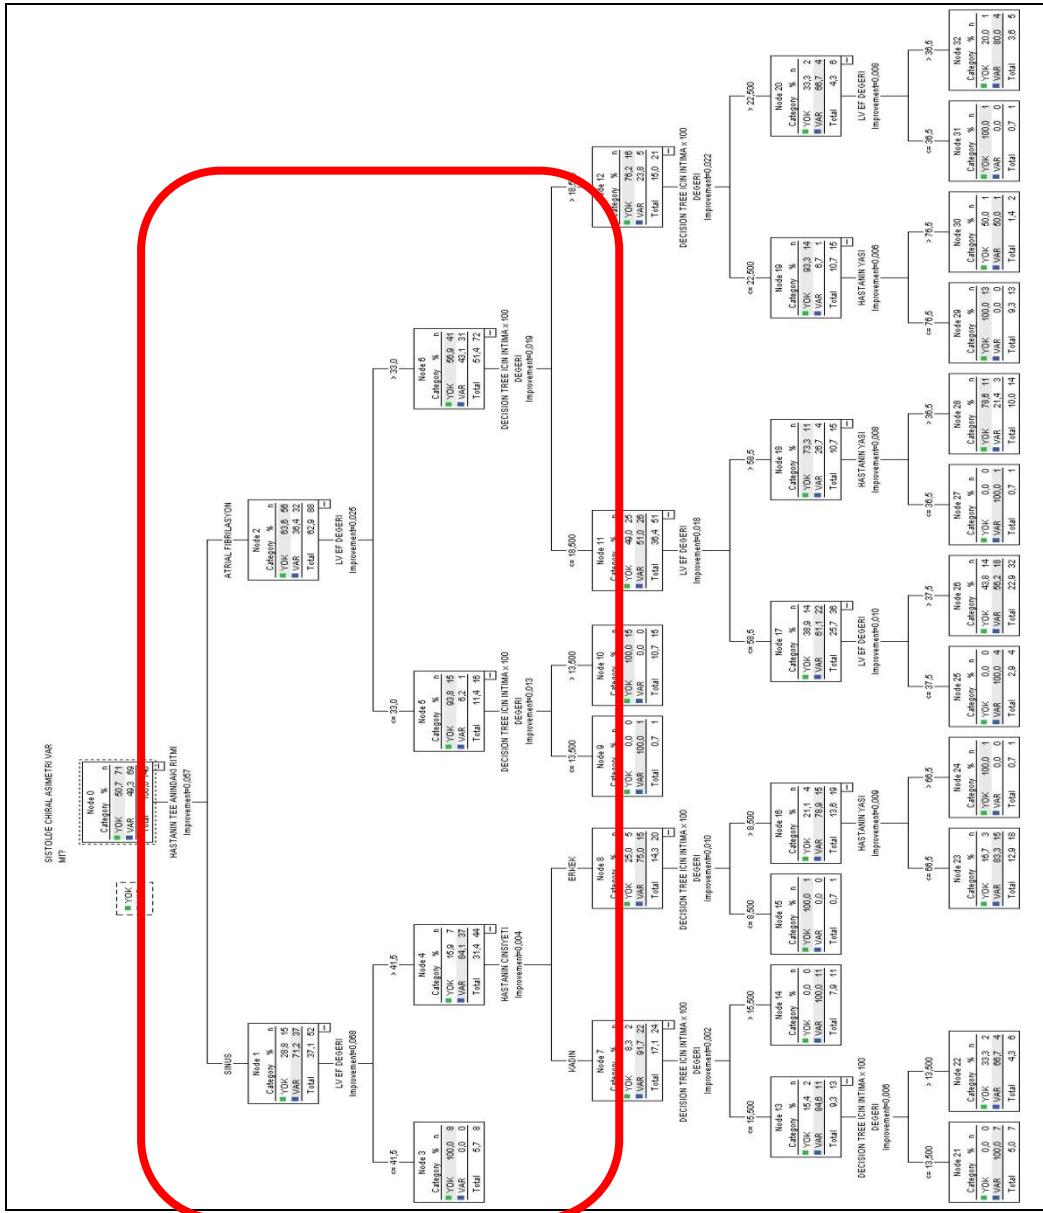 SISTOLDE CHIRAL ASIMETRI VAR
MI?
YOK
Node 0
Category % n
YOK 50,7 71
VAR 49,3 69
Total 100,0 140
HASTANIN TEE ANINDAKI RITMI
Improvement=0,057
SINUS
ATRIAL FIBRILASYON
Node 1
Category % n
YOK 28,8 15
VAR 71,2 37
Total 37,1 52
LV EF DEGERI
Improvement=0,068
Node 2
Category % n
YOK 63,6 56
VAR 36,4 32
Total 62,9 88
LV EF DEGERI
Improvement=0,025
<= 41,5
> 41,5
<= 33,0
> 33,0
Node 3
Category % n
YOK 100,0 8
VAR 0,0 0
Total 5,7 8
Node 4
Category % n
YOK 15,9 7
VAR 84,1 37
Total 31,4 44
HASTANIN CINSIYETI
Improvement=0,004
Node 5
Category % n
YOK 93,8 15
VAR 6,2 1
Total 11,4 16
DECISION TREE ICIN INTIMA x 100
DEGERI
Improvement=0,013
Node 6
Category % n
YOK 56,9 41
VAR 43,1 31
Total 51,4 72
DECISION TREE ICIN INTIMA x 100
DEGERI
Improvement=0,019
KADIN
ERKEK
<= 13,500
> 13,500
<= 18,500
Node 7
Category % n
YOK 8,3 2
VAR 91,7 22
Total 17,1 24
DECISION TREE ICIN INTIMA x 100
DEGERI
Improvement=0,002
Node 8
Category % n
YOK 25,0 5
VAR 75,0 15
Total 14,3 20
DECISION TREE ICIN INTIMA x 100
DEGERI
Improvement=0,010
Node 9
Category % n
YOK 0,0 0
VAR 100,0 1
Total 0,7 1
Node 10
Category % n
YOK 100,0 15
VAR 0,0 0
Total 10,7 15
Node 11
Category % n
YOK 49,0 25
VAR 51,0 26
Total 36,4 51
LV EF DEGERI
Improvement=0,018
Node 12
Category % n
YOK 76,2 16
VAR 23,8 5
Total 15,0 21
DECISION TREE ICIN INTIMA x 100
DEGERI
Improvement=0,022
<= 15,500
> 15,500
<= 8,500
> 8,500
<= 58,5
> 58,5
<= 22,500
> 22,500
Node 13
Category % n
YOK 15,4 2
VAR 84,6 11
Total 9,3 13
DECISION TREE ICIN INTIMA x 100
DEGERI
Improvement=0,006
Node 14
Category % n
YOK 0,0 0
VAR 100,0 11
Total 7,9 11
Node 15
Category % n
YOK 100,0 1
VAR 0,0 0
Total 0,7 1
Node 16
Category % n
YOK 21,1 4
VAR 78,9 15
Total 13,6 19
HASTANIN YASI
Improvement=0,009
Node 17
Category % n
YOK 38,9 14
VAR 61,1 22
Total 25,7 36
LV EF DEGERI
Improvement=0,010
Node 18
Category % n
YOK 73,3 11
VAR 26,7 4
Total 10,7 15
HASTANIN YASI
Improvement=0,008
Node 19
Category % n
YOK 93,3 14
VAR 6,7 1
Total 10,7 15
HASTANIN YASI
Improvement=0,006
Node 20
Category % n
YOK 33,3 2
VAR 66,7 4
Total 4,3 6
LV EF DEGERI
Improvement=0,008
<= 13,500
> 13,500
<= 66,5
> 66,5
<= 37,5
> 37,5
<= 36,5
> 36,5
<= 76,5
> 76,5
<= 36,5
> 36,5
Node 21
Category % n
YOK 0,0 0
VAR 100,0 7
Total 5,0 7
Node 22
Category % n
YOK 33,3 2
VAR 66,7 4
Total 4,3 6
Node 23
Category % n
YOK 16,7 3
VAR 83,3 15
Total 12,9 18
Node 24
Category % n
YOK 100,0 1
VAR 0,0 0
Total 0,7 1
Node 25
Category % n
YOK 0,0 0
VAR 100,0 4
Total 2,9 4
Node 26
Category % n
YOK 43,8 14
VAR 56,2 18
Total 22,9 32
Node 27
Category % n
YOK 0,0 0
VAR 100,0 1
Total 0,7 1
Node 28
Category % n
YOK 78,6 11
VAR 21,4 3
Total 10,0 14
Node 29
Category % n
YOK 100,0 13
VAR 0,0 0
Total 9,3 13
Node 30
Category % n
YOK 50,0 1
VAR 50,0 1
Total 1,4 2
Node 31
Category % n
YOK 100,0 1
VAR 0,0 0
Total 0,7 1
Node 32
Category % n
YOK 20,0 1
VAR 80,0 4
Total 3,6 5